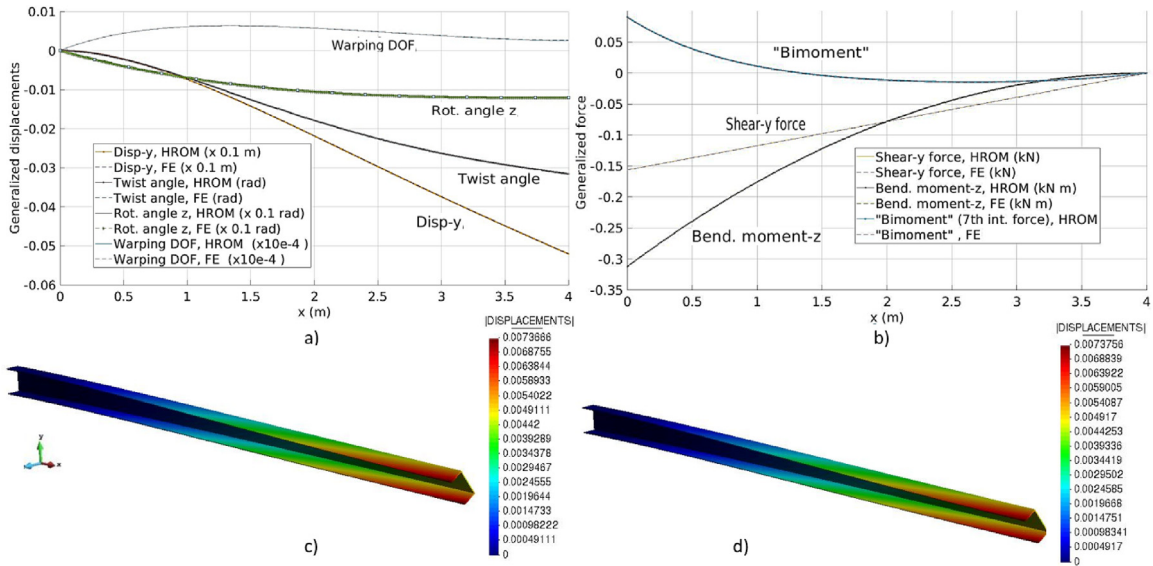 0.01
0
-0.01
-0.02
-0.03
-0.04
-0.05
-0.06
Generalized displacements
Warping DOF,
Rot. angle z
Twist angle
Disp-y,
Disp-y, HROM (x 0.1 m)
Disp-y, FE (x 0.1 m)
Twist angle, HROM (rad)
Twist angle, FE (rad)
Rot. angle z, HROM (x 0.1 rad)
Rot. angle z, FE (x 0.1 rad)
Warping DOF, HROM (x10e-4 )
Warping DOF, FE (x10e-4 )
0 0.5 1 1.5 2 2.5 3 3.5 4
x (m)
a)
0.05
0
-0.05
-0.1
-0.15
-0.2
-0.25
-0.3
-0.35
Generalized force
"Bimoment"
Shear-y force
Bend. moment-z
Shear-y force, HROM (kN)
Shear-y force, FE (kN)
Bend. moment-z, HROM (kN m)
Bend. moment-z, FE (kN m)
"Bimoment" (7th int. force), HROM
"Bimoment" , FE
0 0.5 1 1.5 2 2.5 3 3.5 4
x (m)
b)
|DISPLACEMENTS|
0.0073666
0.0068755
0.0063844
0.0058933
0.0054022
0.0049111
0.00442
0.0039289
0.0034378
0.0029467
0.0024555
0.0019644
0.0014733
0.00098222
0.00049111
0
y
x
c)
|DISPLACEMENTS|
0.0073756
0.0068839
0.0063922
0.0059005
0.0054087
0.004917
0.0044253
0.0039336
0.0034419
0.0029502
0.0024585
0.0019668
0.0014751
0.00098341
0.0004917
0
d)